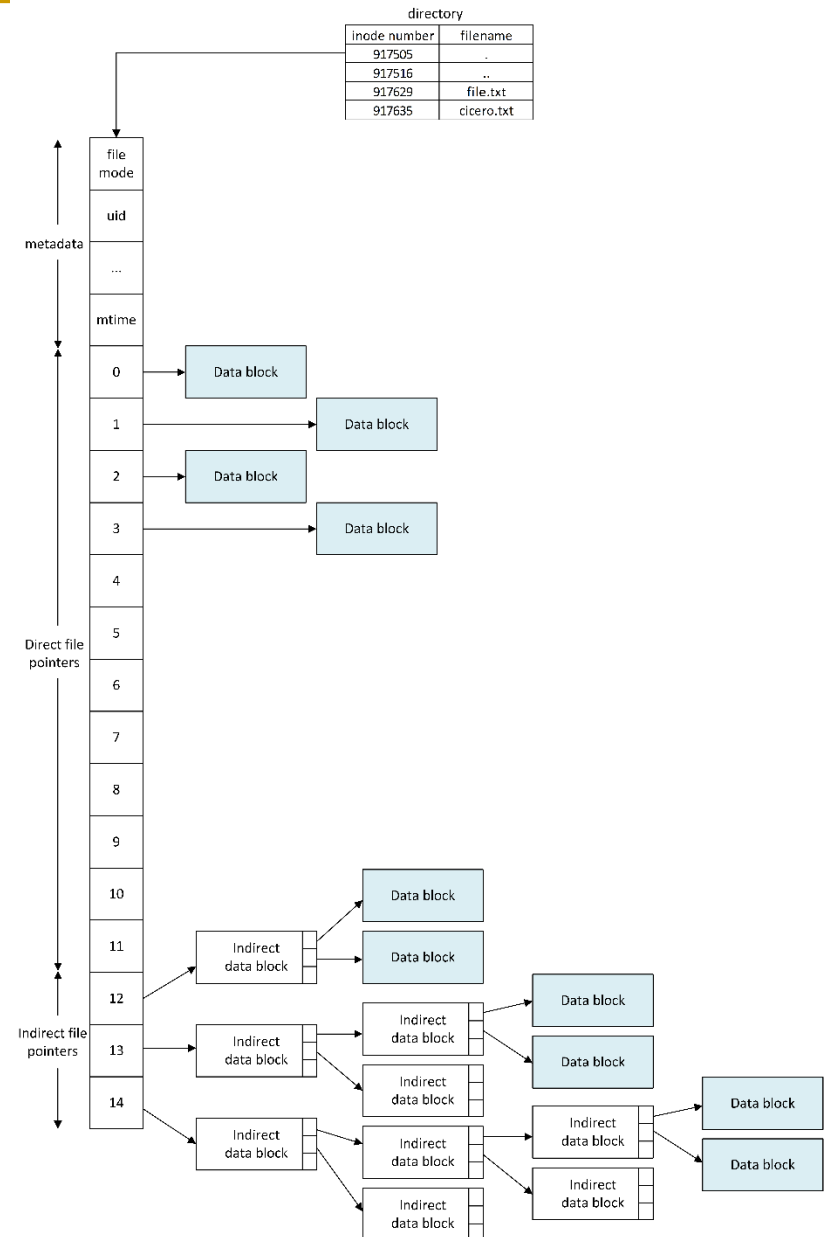 directory
inode number filename
917505 .
917516 ..
917629 file.txt
917635 cicero.txt
file
mode
uid
metadata
...
mtime
0 Data block
1 Data block
2 Data block
3 Data block
4
5
Direct file
pointers
6
7
8
9
10 Data block
11 Indirect
data block Data block
12 Data block
Indirect file
pointers
13 Indirect
data block Indirect
data block Data block
Indirect
data block
14 Indirect
data block Indirect
data block Indirect
data block Data block
Data block
Indirect
data block
Indirect
data block